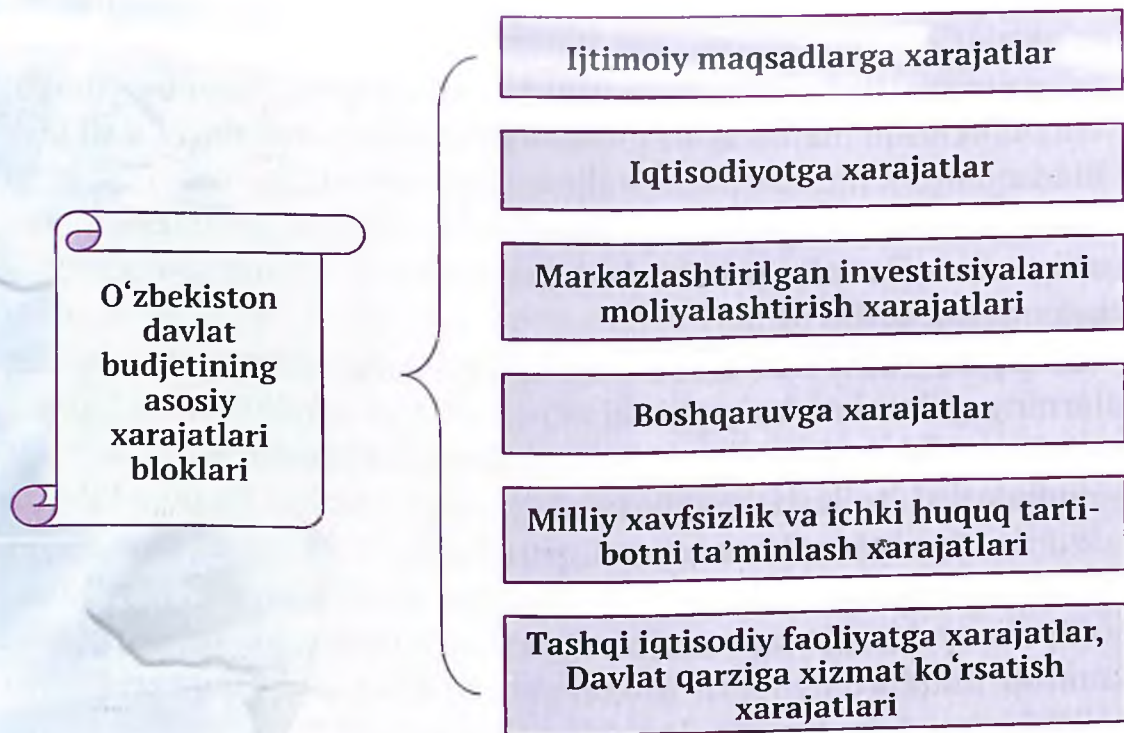 O‘zbekiston
davlat
budjetining
asosiy
xarajatlari
bloklari
Ijtimoiy maqsadlarga xarajatlar
Iqtisodiyotga xarajatlar
Markazlashtirilgan investitsiyalarni
moliyalashtirish xarajatlari
Boshqaruvga xarajatlar
Milliy xavfsizlik va ichki huquq tarti-
botni ta’minlash xarajatlari
Tashqi iqtisodiy faoliyatga xarajatlar,
Davlat qarziga xizmat ko‘rsatish
xarajatlari